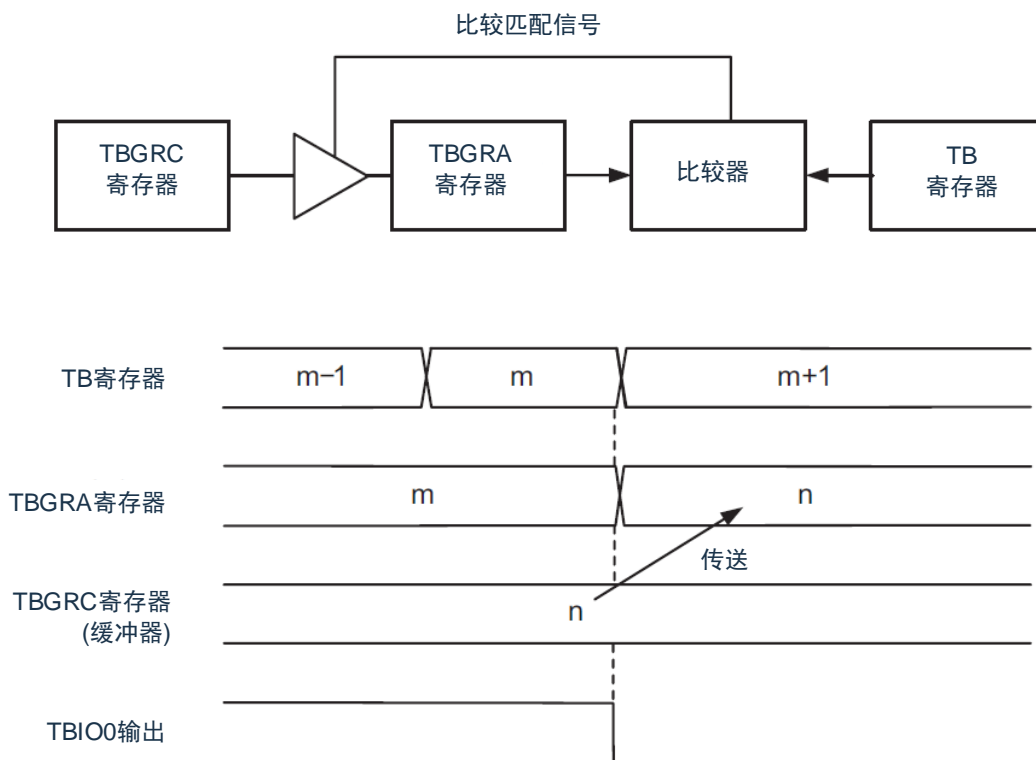 比较匹配信号
TBGRC
寄存器
TBGRA
寄存器
比较器
TB
寄存器
TB寄存器
m−1
m
m+1
TBGRA寄存器
m
n
传送
TBGRC寄存器
(缓冲器)
n
TBIO0输出